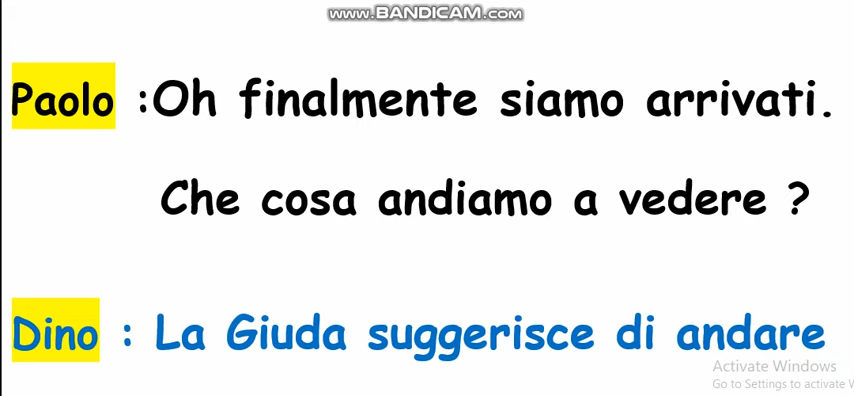 www.BANDICAM.com
Paolo :Oh finalmente siamo arrivati.
Che cosa andiamo a vedere ?
Dino : La Giuda suggerisce di andare
Activate Windows
Go to Settings to activate W